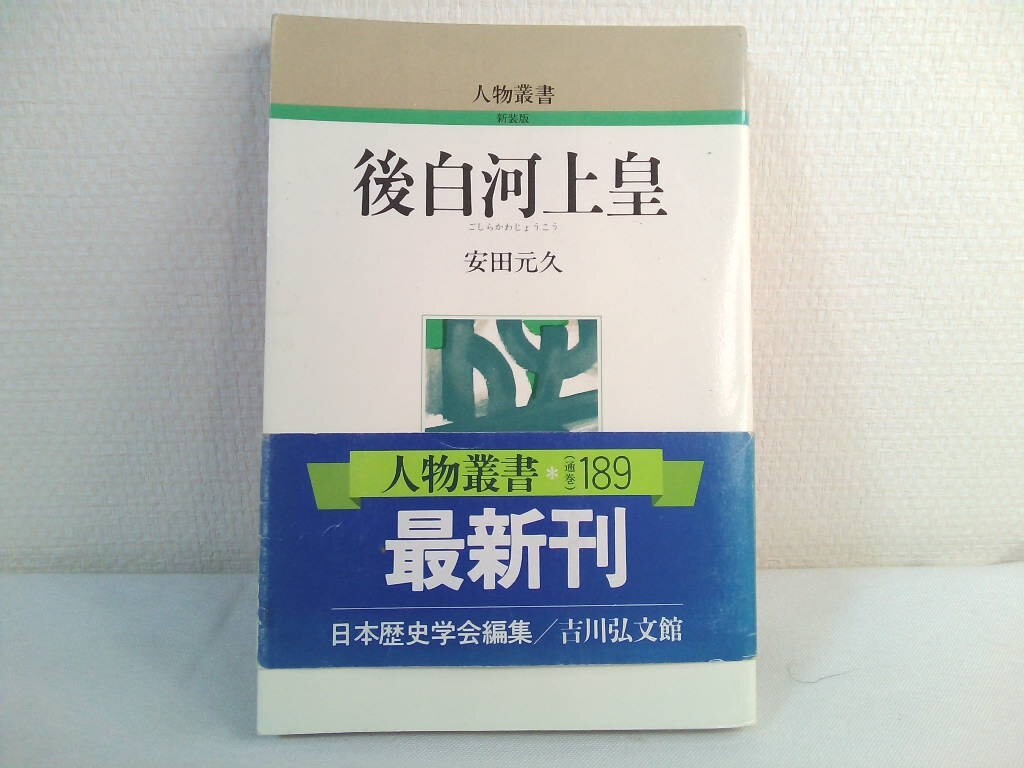 人物叢書
新装版
後白河上皇
ごしらかわじょうこう
安田元久
人物叢書*(通巻)189
最新刊
日本歴史学会編集/吉川弘文館